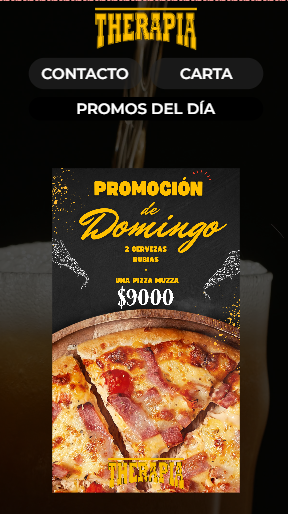 THERAPIA
CONTACTO
CARTA
PROMOS DEL DÍA
PROMOCIÓN
de
Domingo
2 CERVEZAS
RUBIAS
+
UNA PIZZA MUZZA
$9000
THERAPIA